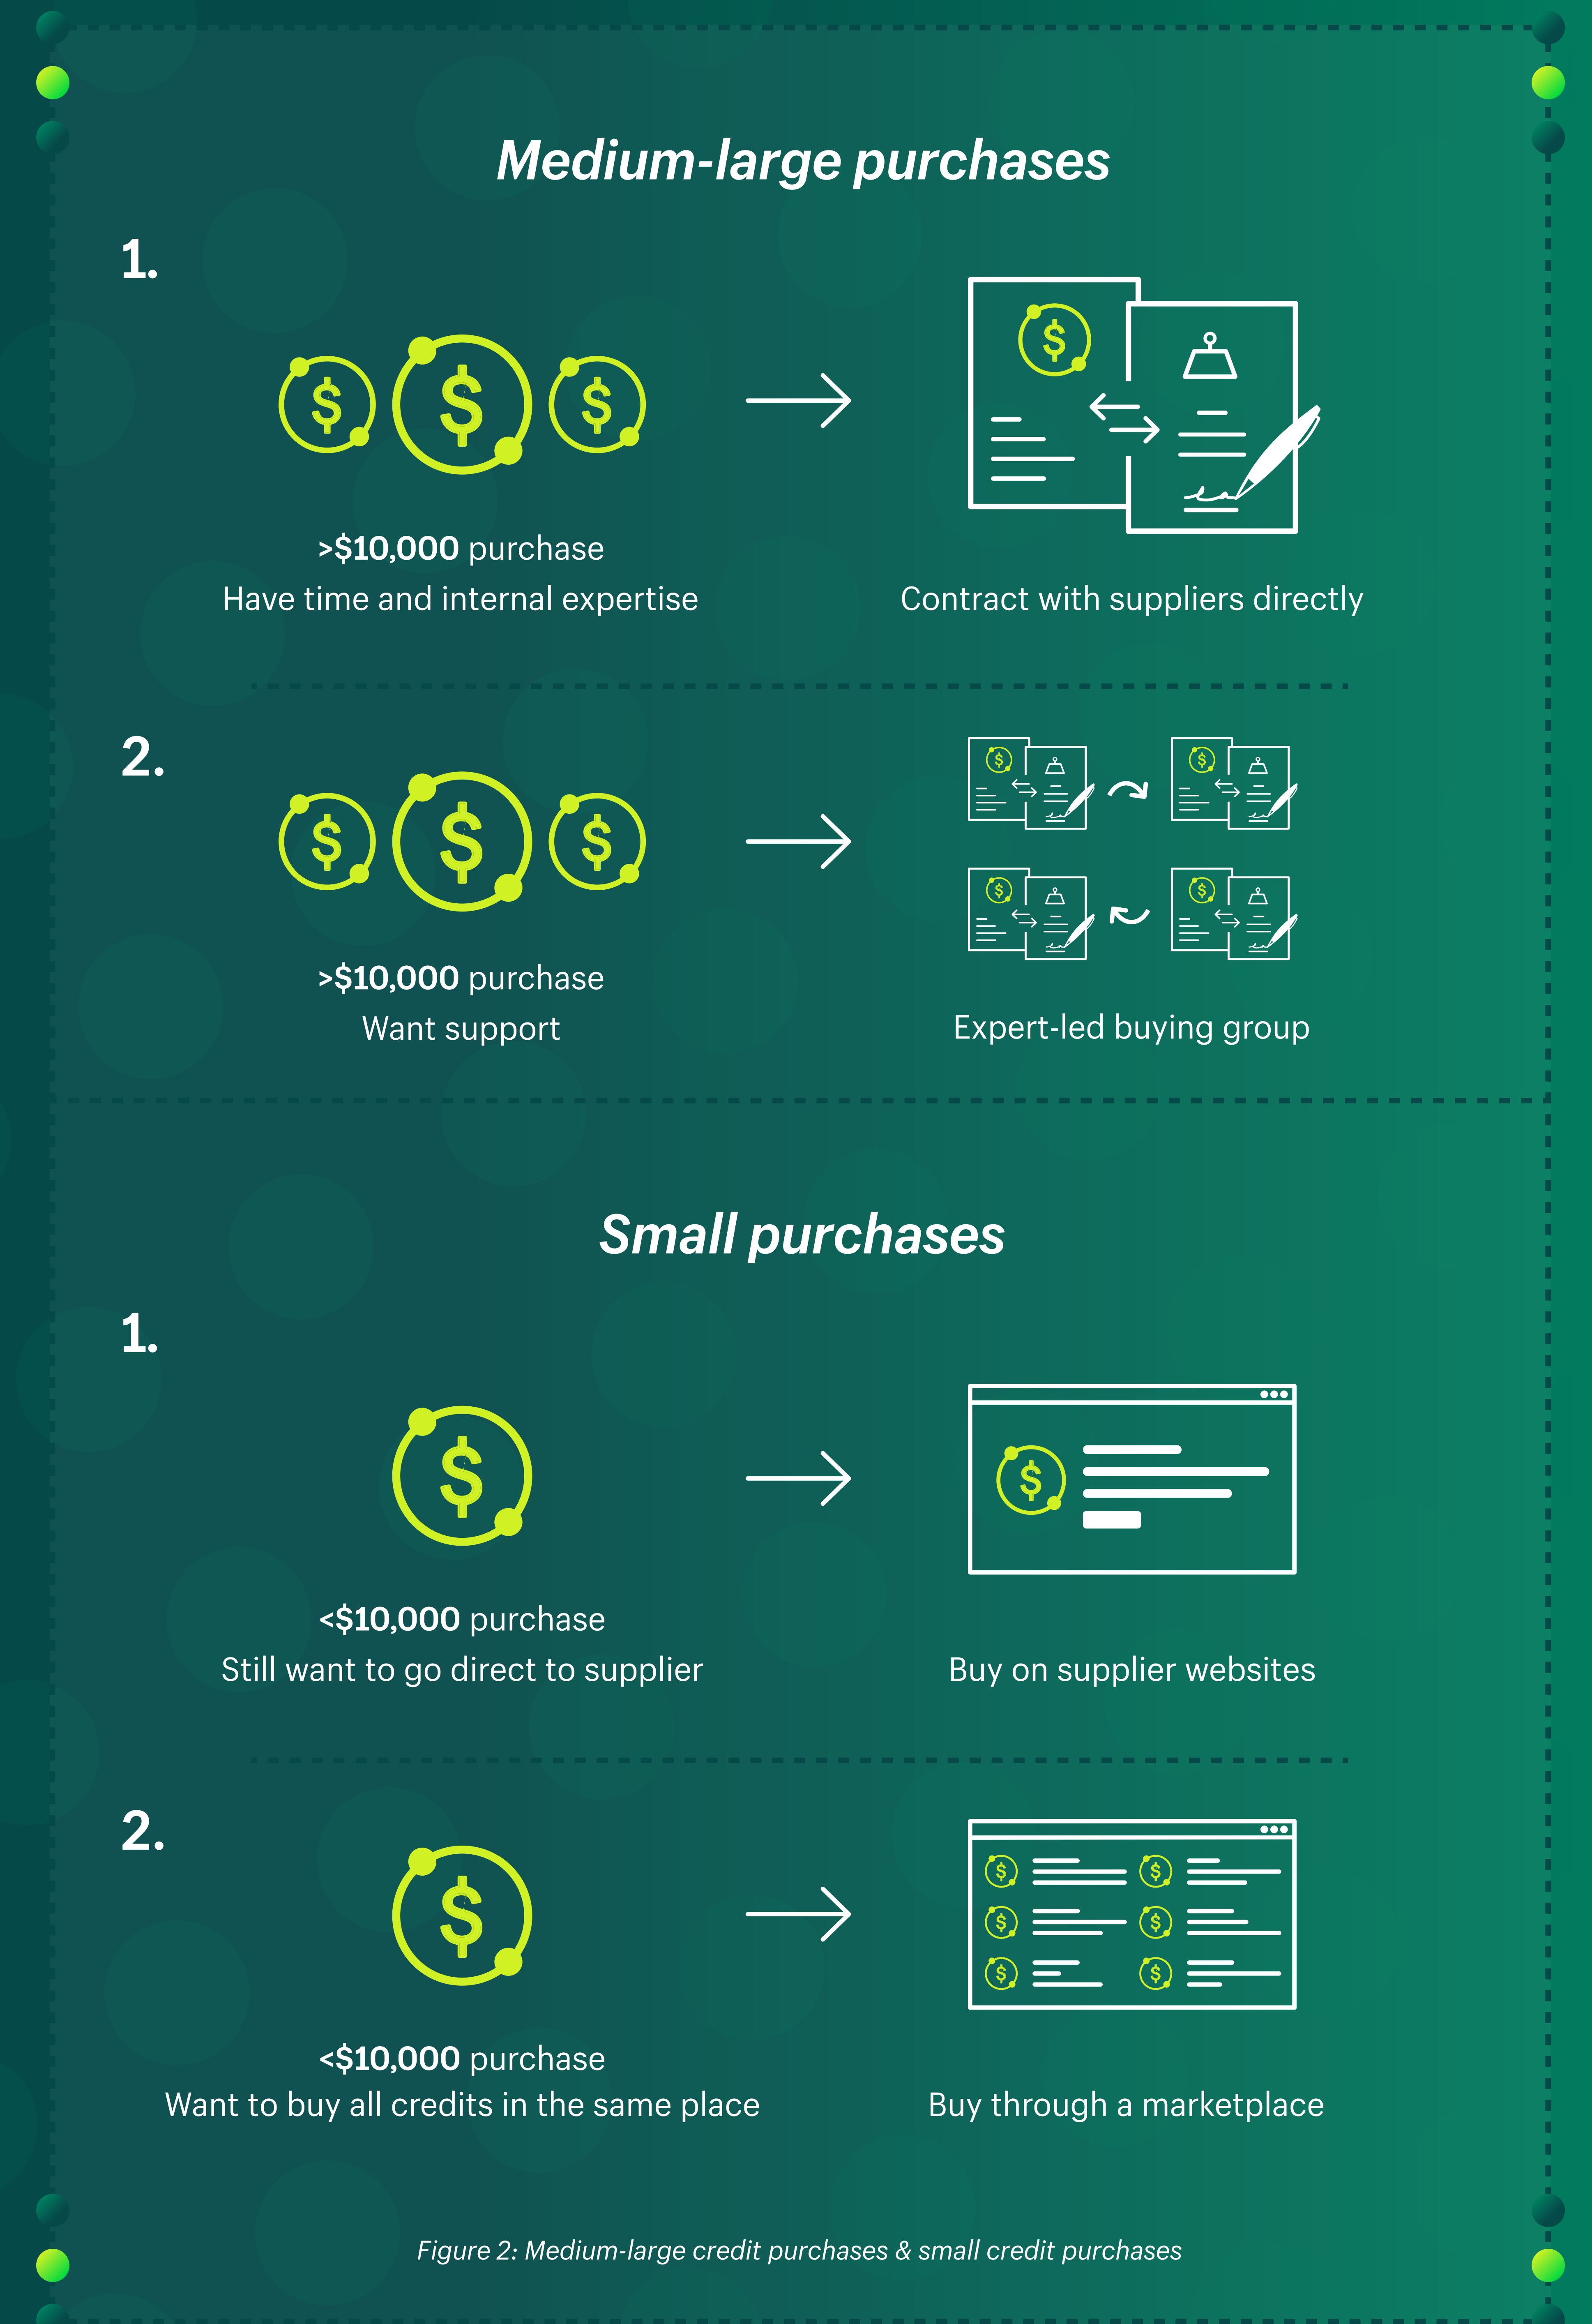 Medium-large purchases
1.
>$10,000 purchase
Have time and internal expertise
Contract with suppliers directly
2.
>$10,000 purchase
Want support
Expert-led buying group
Small purchases
1.
<$10,000 purchase
Still want to go direct to supplier
Buy on supplier websites
2.
<$10,000 purchase
Want to buy all credits in the same place
Buy through a marketplace
Figure 2: Medium-large credit purchases & small credit purchases